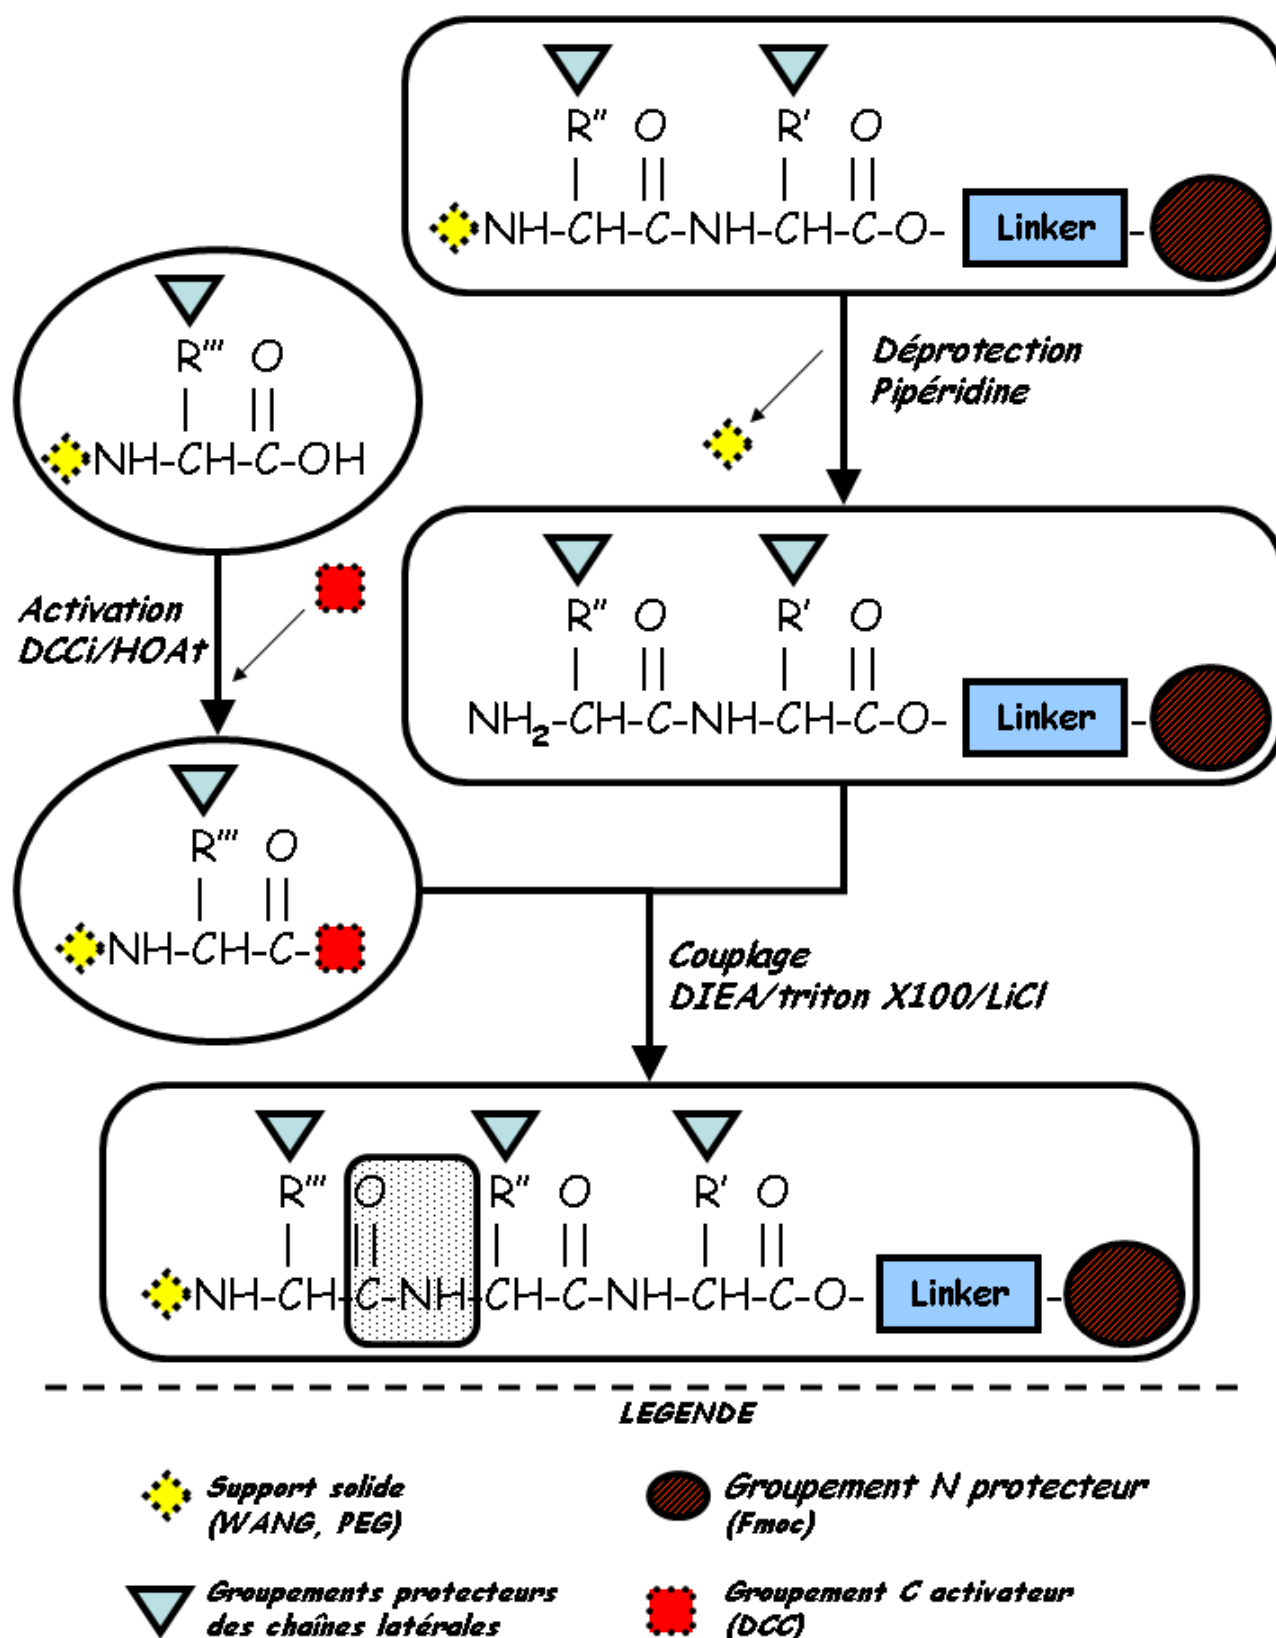 R" O R' O
NH-CH-C-NH-CH-C-O- Linker -
R''' O
NH-CH-C-OH
Déprotection
Pipéridine
Activation
DCCi/HOAt
R" O R' O
NH2-CH-C-NH-CH-C-O- Linker -
R''' O
NH-CH-C-
Couplage
DIEA/triton X100/LiCl
R''' O R" O R' O
NH-CH-C-NH-CH-C-NH-CH-C-O- Linker -
LEGENDE
Support solide
(WANG, PEG)
Groupement N protecteur
(Fmoc)
Groupements protecteurs
des chaînes latérales
Groupement C activateur
(DCC)